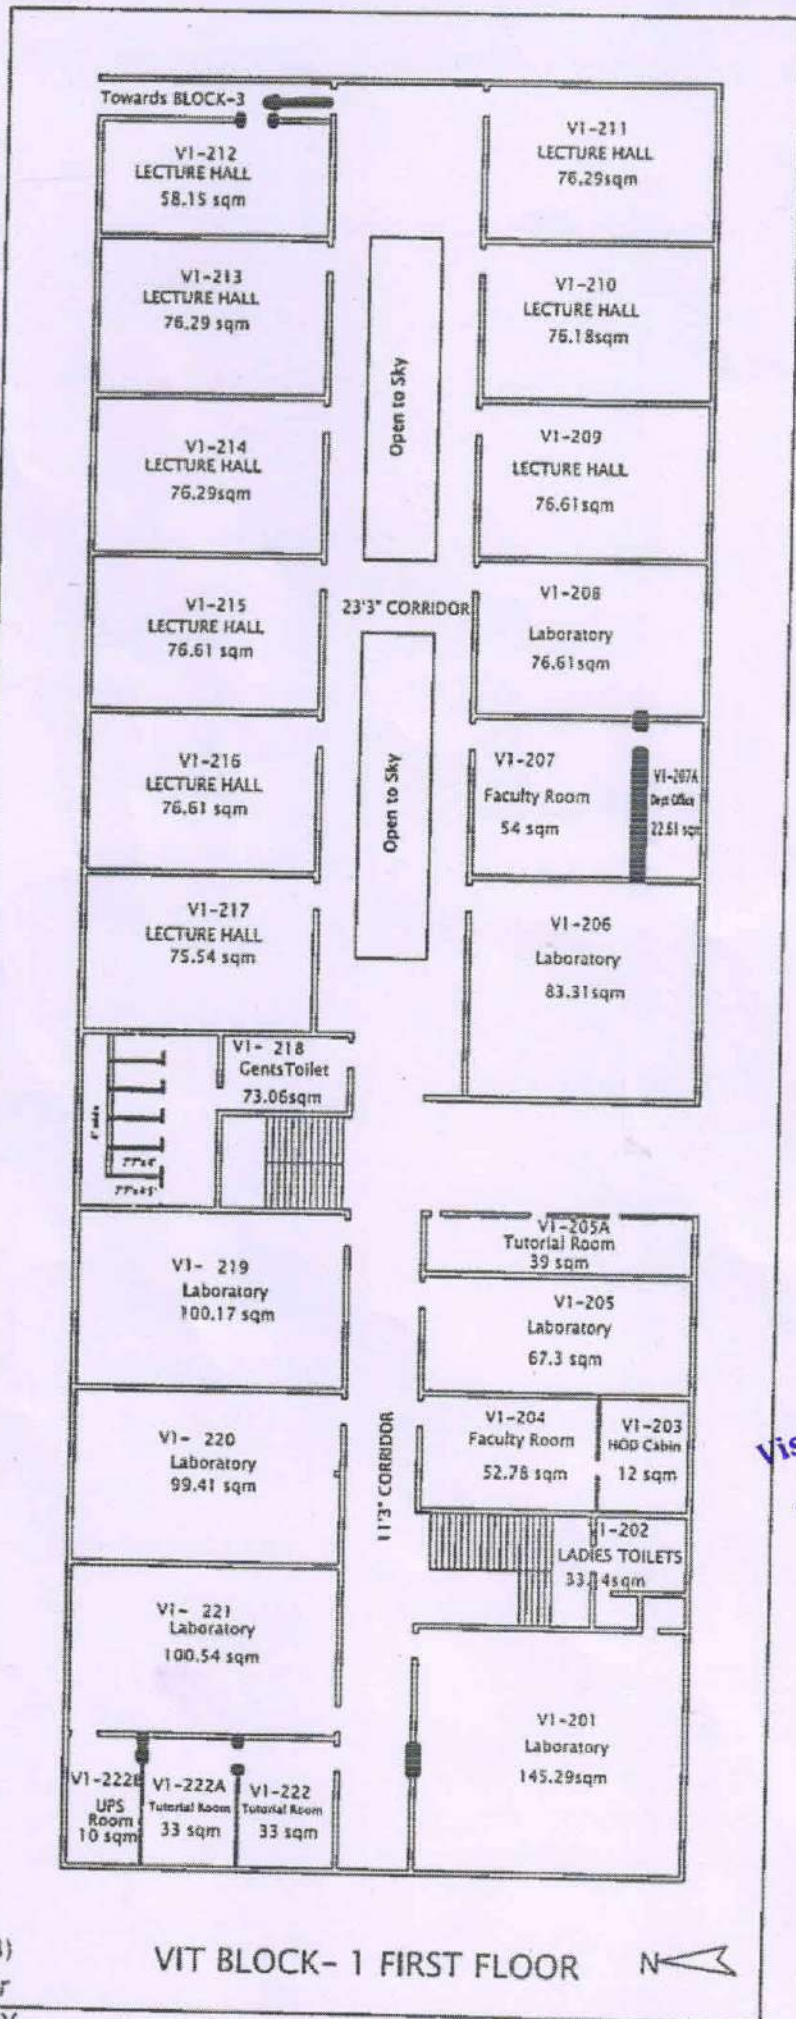 Towards BLOCK-3
V1-212
LECTURE HALL
58.15 sqm
V1-211
LECTURE HALL
76.29sqm
V1-213
LECTURE HALL
76.29 sqm
V1-210
LECTURE HALL
76.18sqm
Open to Sky
V1-214
LECTURE HALL
76.29sqm
V1-209
LECTURE HALL
76.61sqm
V1-215
LECTURE HALL
76.61 sqm
23'3" CORRIDOR
V1-208
Laboratory
76.61sqm
V1-216
LECTURE HALL
76.61 sqm
Open to Sky
V1-207
Faculty Room
54 sqm
V1-207A
Dept Office
22.61 sqm
V1-217
LECTURE HALL
75.54 sqm
V1-206
Laboratory
83.31sqm
V1- 218
GentsToilet
73.06sqm
V1-205A
Tutorial Room
39 sqm
V1- 219
Laboratory
100.17 sqm
V1-205
Laboratory
67.3 sqm
V1- 220
Laboratory
99.41 sqm
11'3" CORRIDOR
V1-204
Faculty Room
52.78 sqm
V1-203
HOD Cabin
12 sqm
Vis
V1-202
LADIES TOILETS
V1- 221
Laboratory
100.54 sqm
V1-201
Laboratory
145.29sqm
V1-222B
UPS
Room
10 sqm
V1-222A
Tutorial Room
33 sqm
V1-222
Tutorial Room
33 sqm
VIT BLOCK- 1 FIRST FLOOR
N